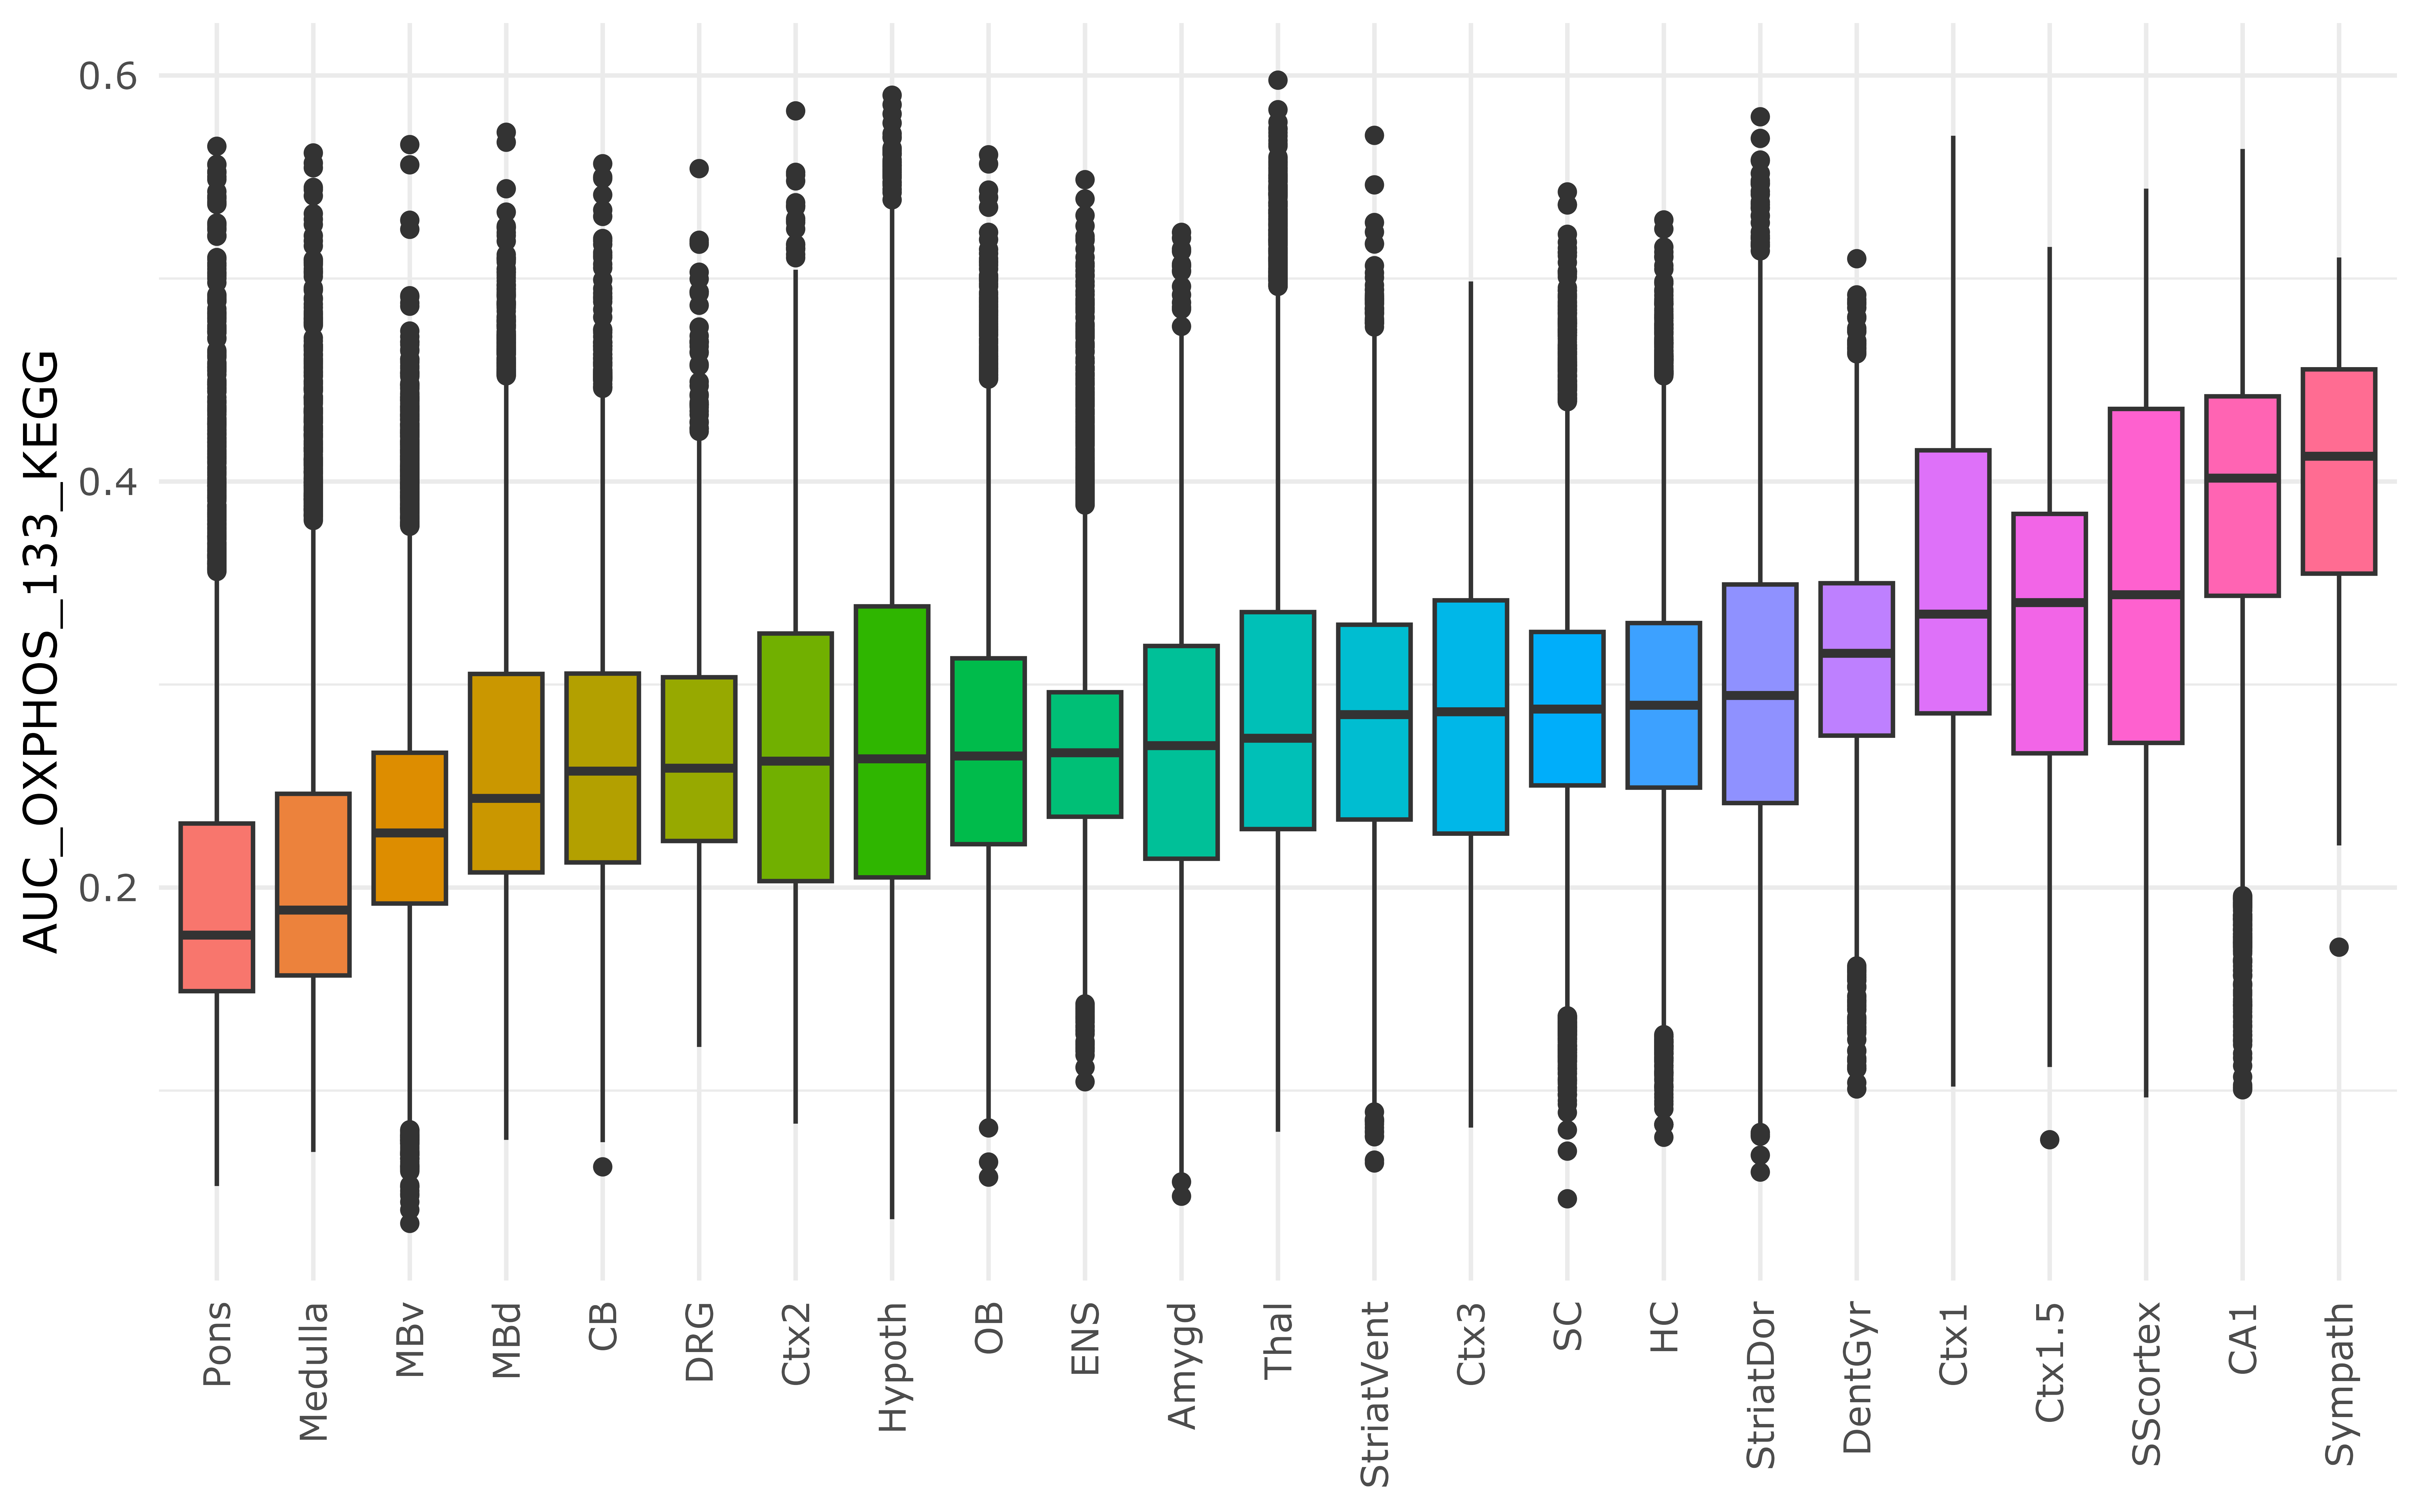 AUC_OXPHOS_133_KEGG
0.6
0.4
0.2
Pons
Medulla
MBv
MBd
CB
DRG
Ctx2
Hypoth
OB
ENS
Amygd
Thal
StriatVent
Ctx3
SC
HC
StriatDor
DentGyr
Ctx1
Ctx1.5
SScortex
CA1
Sympath